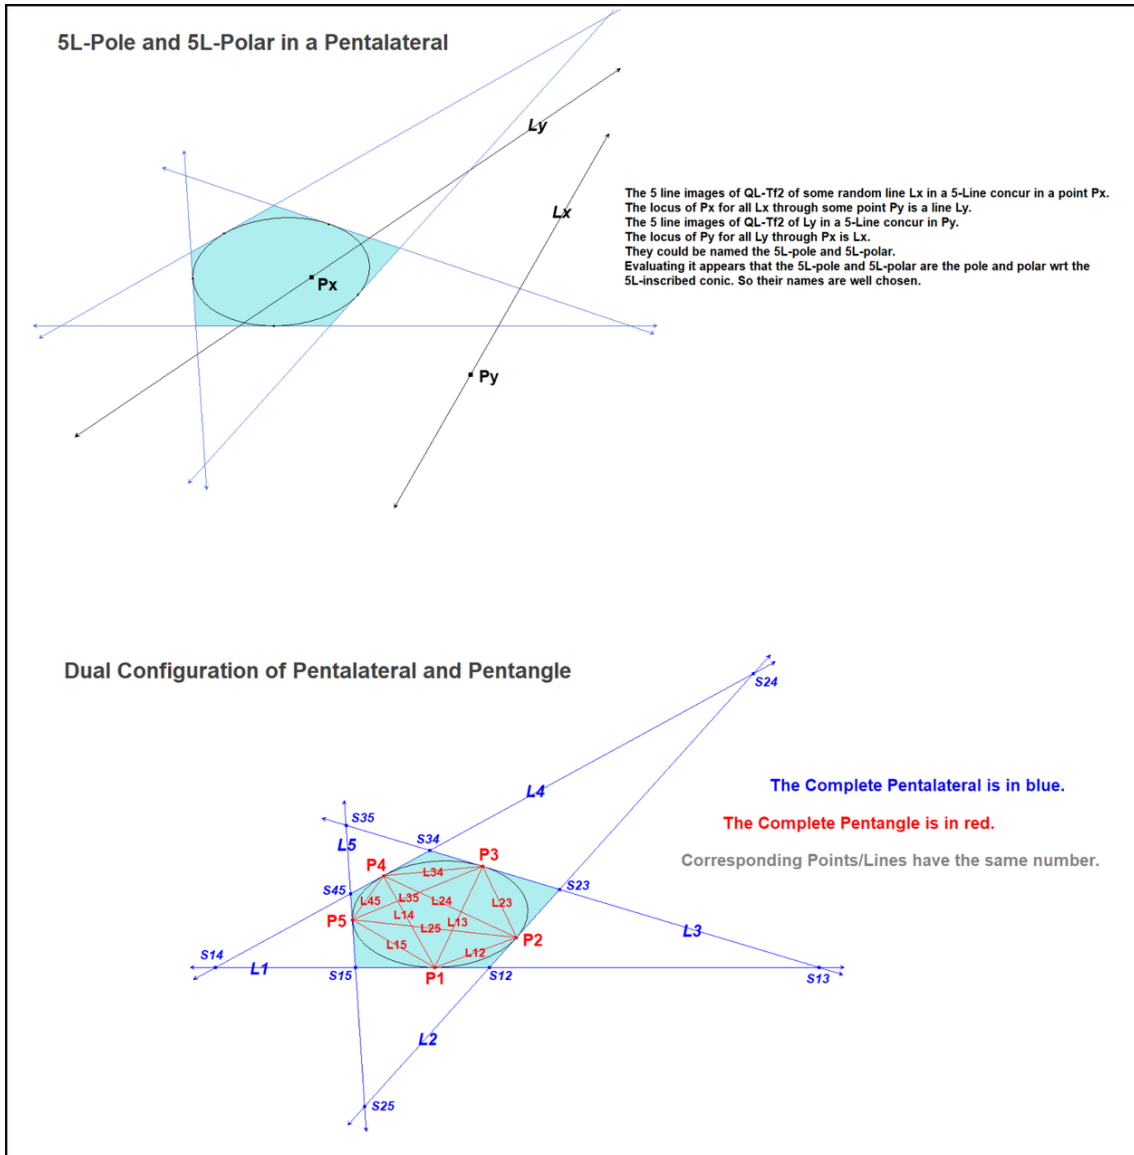 5L-Pole and 5L-Polar in a Pentalateral
Ly
Lx
The 5 line images of QL-Tf2 of some random line Lx in a 5-Line concur in a point Px.
The locus of Px for all Lx through some point Py is a line Ly.
The 5 line images of QL-Tf2 of Ly in a 5-Line concur in Py.
The locus of Py for all Ly through Px is Lx.
They could be named the 5L-pole and 5L-polar.
Evaluating it appears that the 5L-pole and 5L-polar are the pole and polar wrt the
5L-inscribed conic. So their names are well chosen.
Px
Py
Dual Configuration of Pentalateral and Pentangle
S24
The Complete Pentalateral is in blue.
L4
S35
The Complete Pentangle is in red.
L5
S34
P3
Corresponding Points/Lines have the same number.
P4
L34
S23
S45
L45
L35
L24
L23
L14
L13
P5
L25
L3
P2
L15
L12
S14
L1
S15
P1
S12
S13
L2
S25